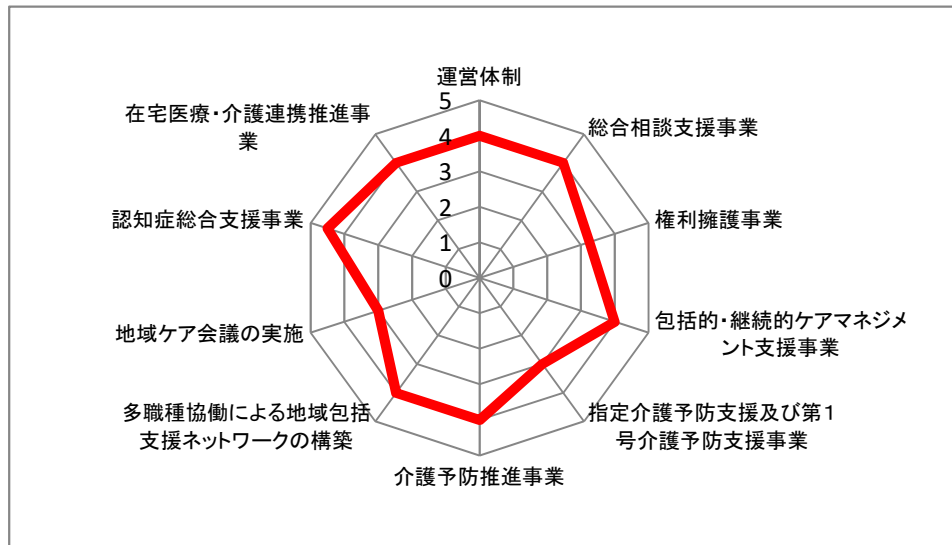 運営体制
総合相談支援事業
権利擁護事業
包括的・継続的ケアマネジメ
ント支援事業
指定介護予防支援及び第1
号介護予防支援事業
介護予防推進事業
多職種協働による地域包括
支援ネットワークの構築
地域ケア会議の実施
認知症総合支援事業
在宅医療・介護連携推進事
業
5
4
3
2
1
0